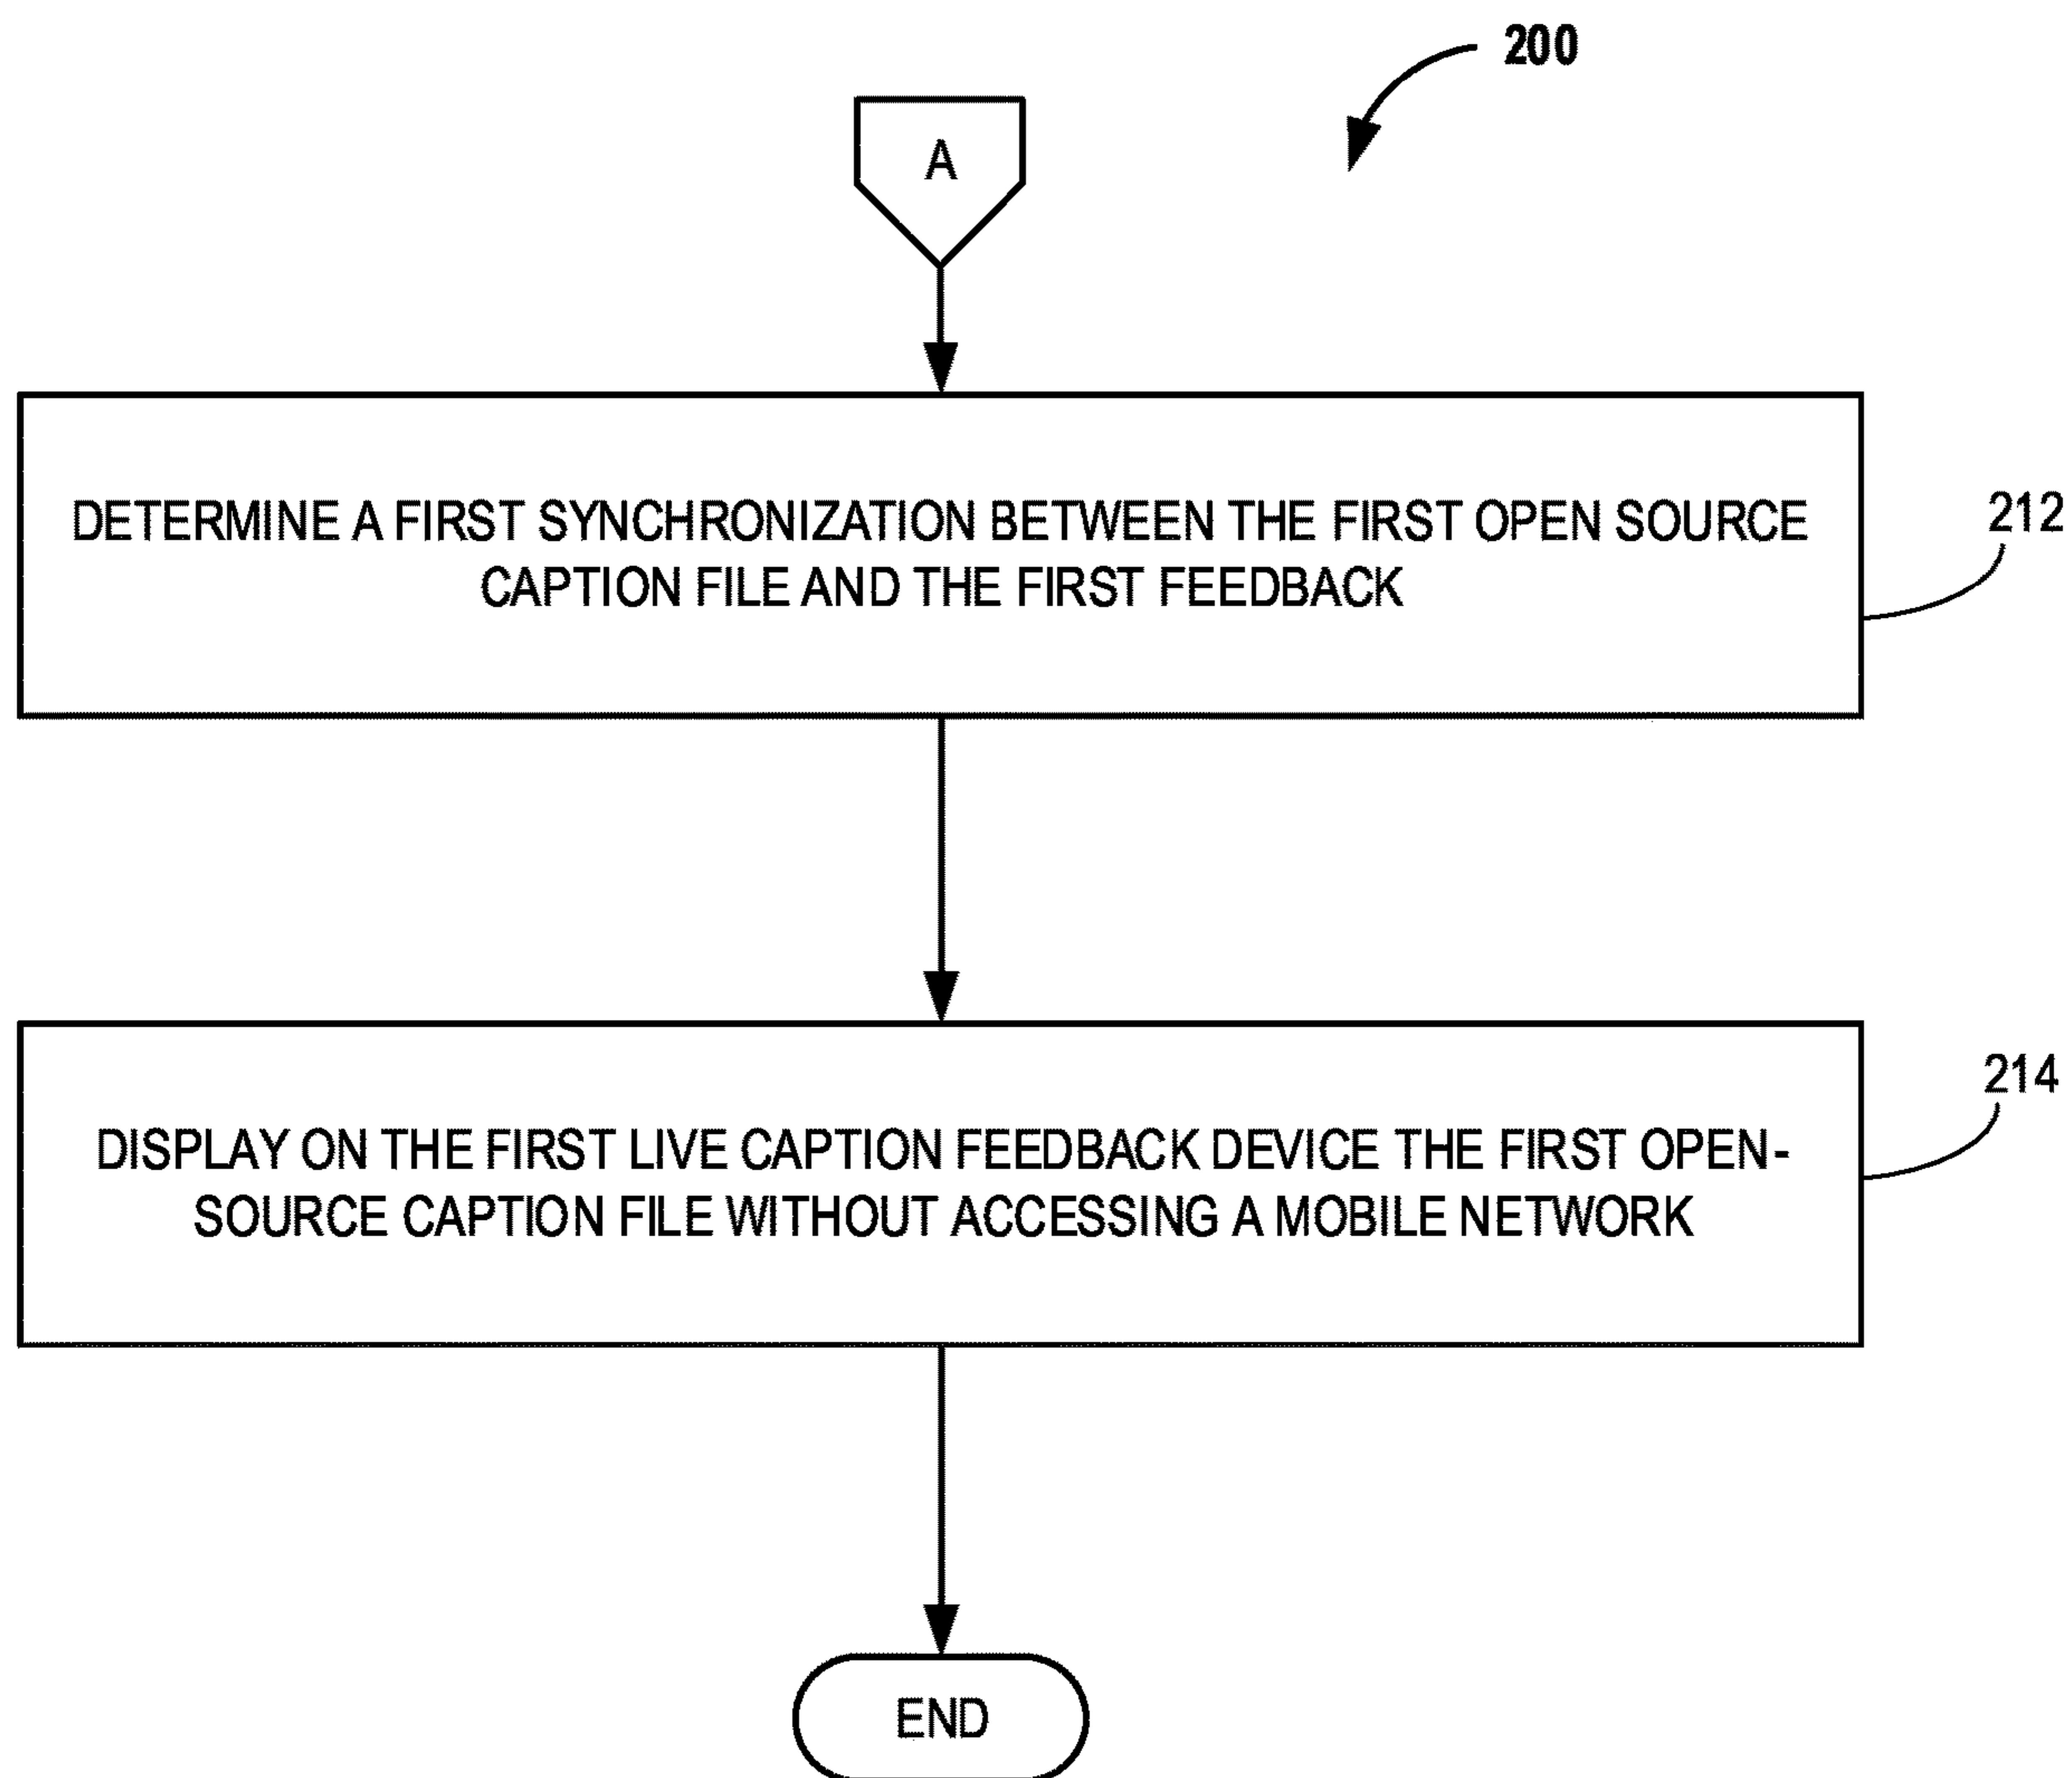 200
A
DETERMINE A FIRST SYNCHRONIZATION BETWEEN THE FIRST OPEN SOURCE
CAPTION FILE AND THE FIRST FEEDBACK
212
DISPLAY ON THE FIRST LIVE CAPTION FEEDBACK DEVICE THE FIRST OPEN-
SOURCE CAPTION FILE WITHOUT ACCESSING A MOBILE NETWORK
214
END